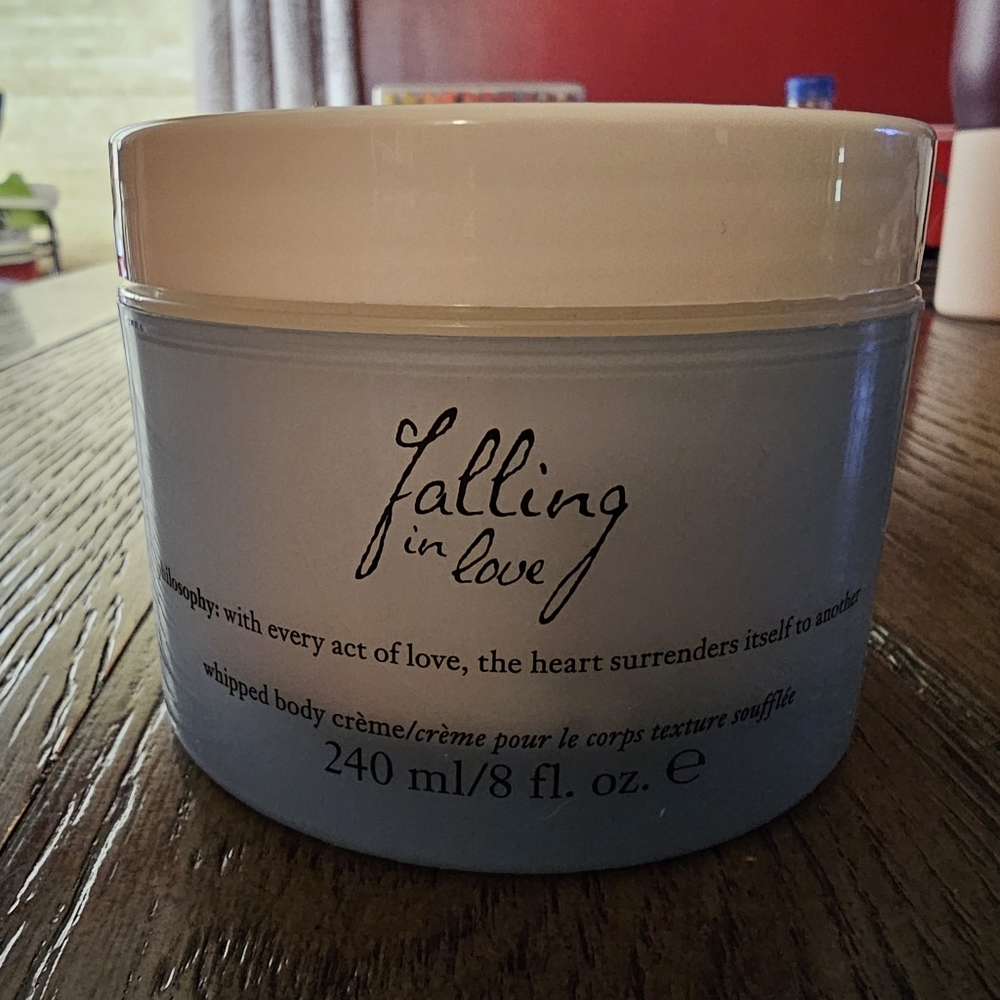 falling
in love
philosophy: with every act of love, the heart surrenders itself to another
whipped body crème/crème pour le corps texture soufflée
240 ml/8 fl. oz. ℮